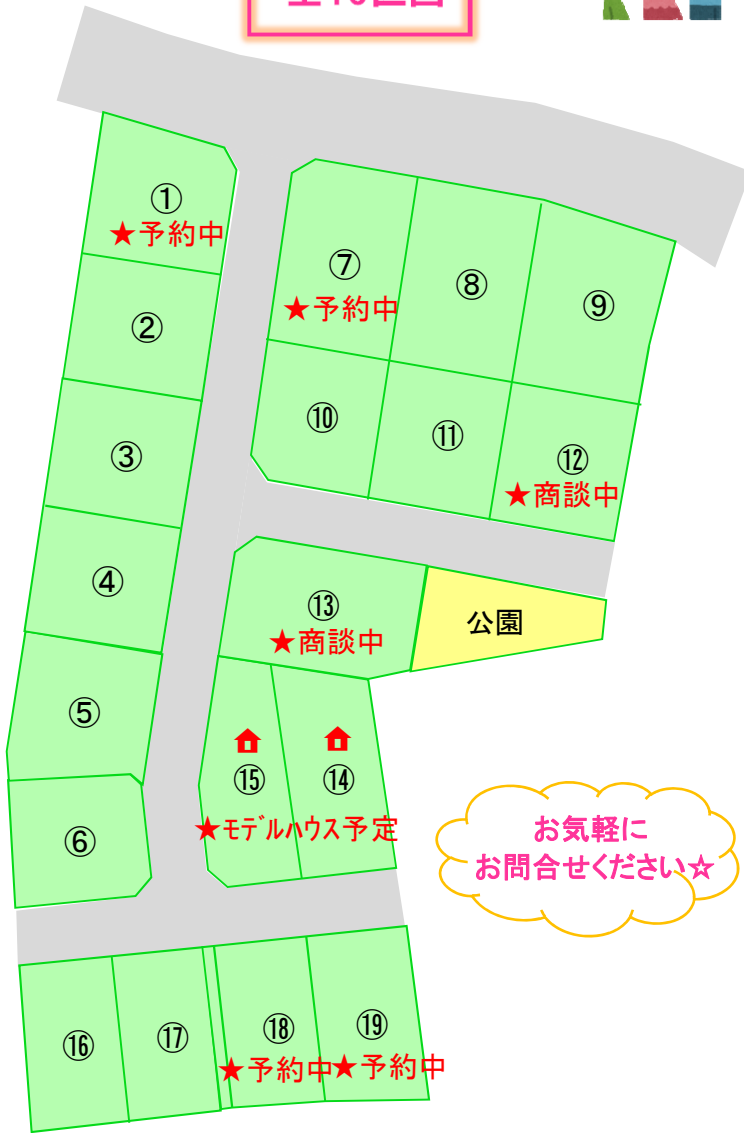 ①
★予約中
②
③
④
⑤
⑥
⑦
★予約中
⑧
⑨
⑩
⑪
⑫
★商談中
⑬
★商談中
公園
⑮
⑭
★モデルハウス予定
お気軽に
お問合せください☆
⑯
⑰
⑱
★予約中
⑲
★予約中